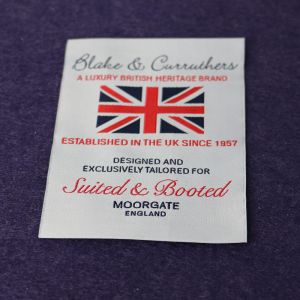 Blake & Curruthers
A LUXURY BRITISH HERITAGE BRAND
ESTABLISHED IN THE UK SINCE 1957
DESIGNED AND
EXCLUSIVELY TAILORED FOR
Suited & Booted
MOORGATE
ENGLAND